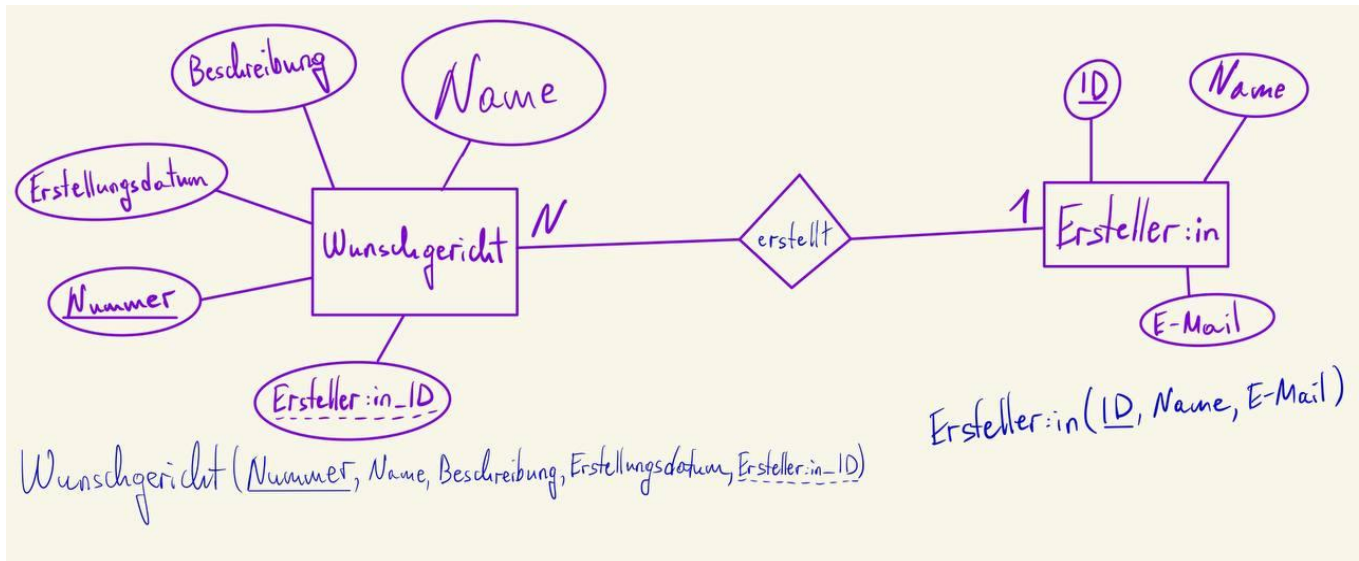 Beschreibung
Name
Erstellungsdatum
Nummer
Wunschgericht
Ersteller:in_ID
N
erstellt
1
ID
Name
Ersteller:in
E-Mail
Wunschgericht (Nummer, Name, Beschreibung, Erstellungsdatum, Ersteller:in_ID)
Ersteller:in (ID, Name, E-Mail)